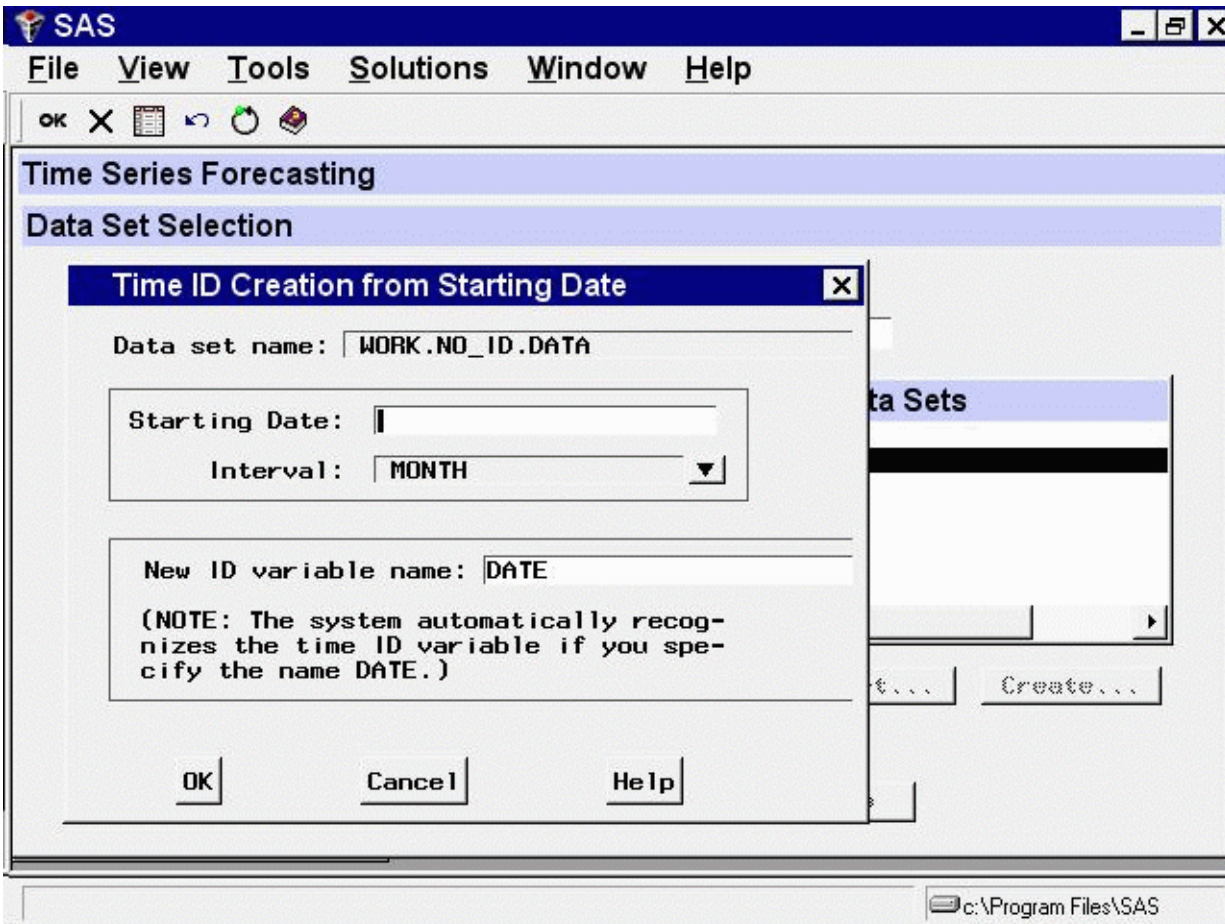 SAS
File View Tools Solutions Window Help
OK
Time Series Forecasting
Data Set Selection
Time ID Creation from Starting Date
Data set name: WORK.NO_ID.DATA
ta Sets
Starting Date:
Interval: MONTH
New ID variable name: DATE
(NOTE: The system automatically recog-
nizes the time ID variable if you spe-
cify the name DATE.)
t... Create...
OK Cancel Help
c:\Program Files\SAS